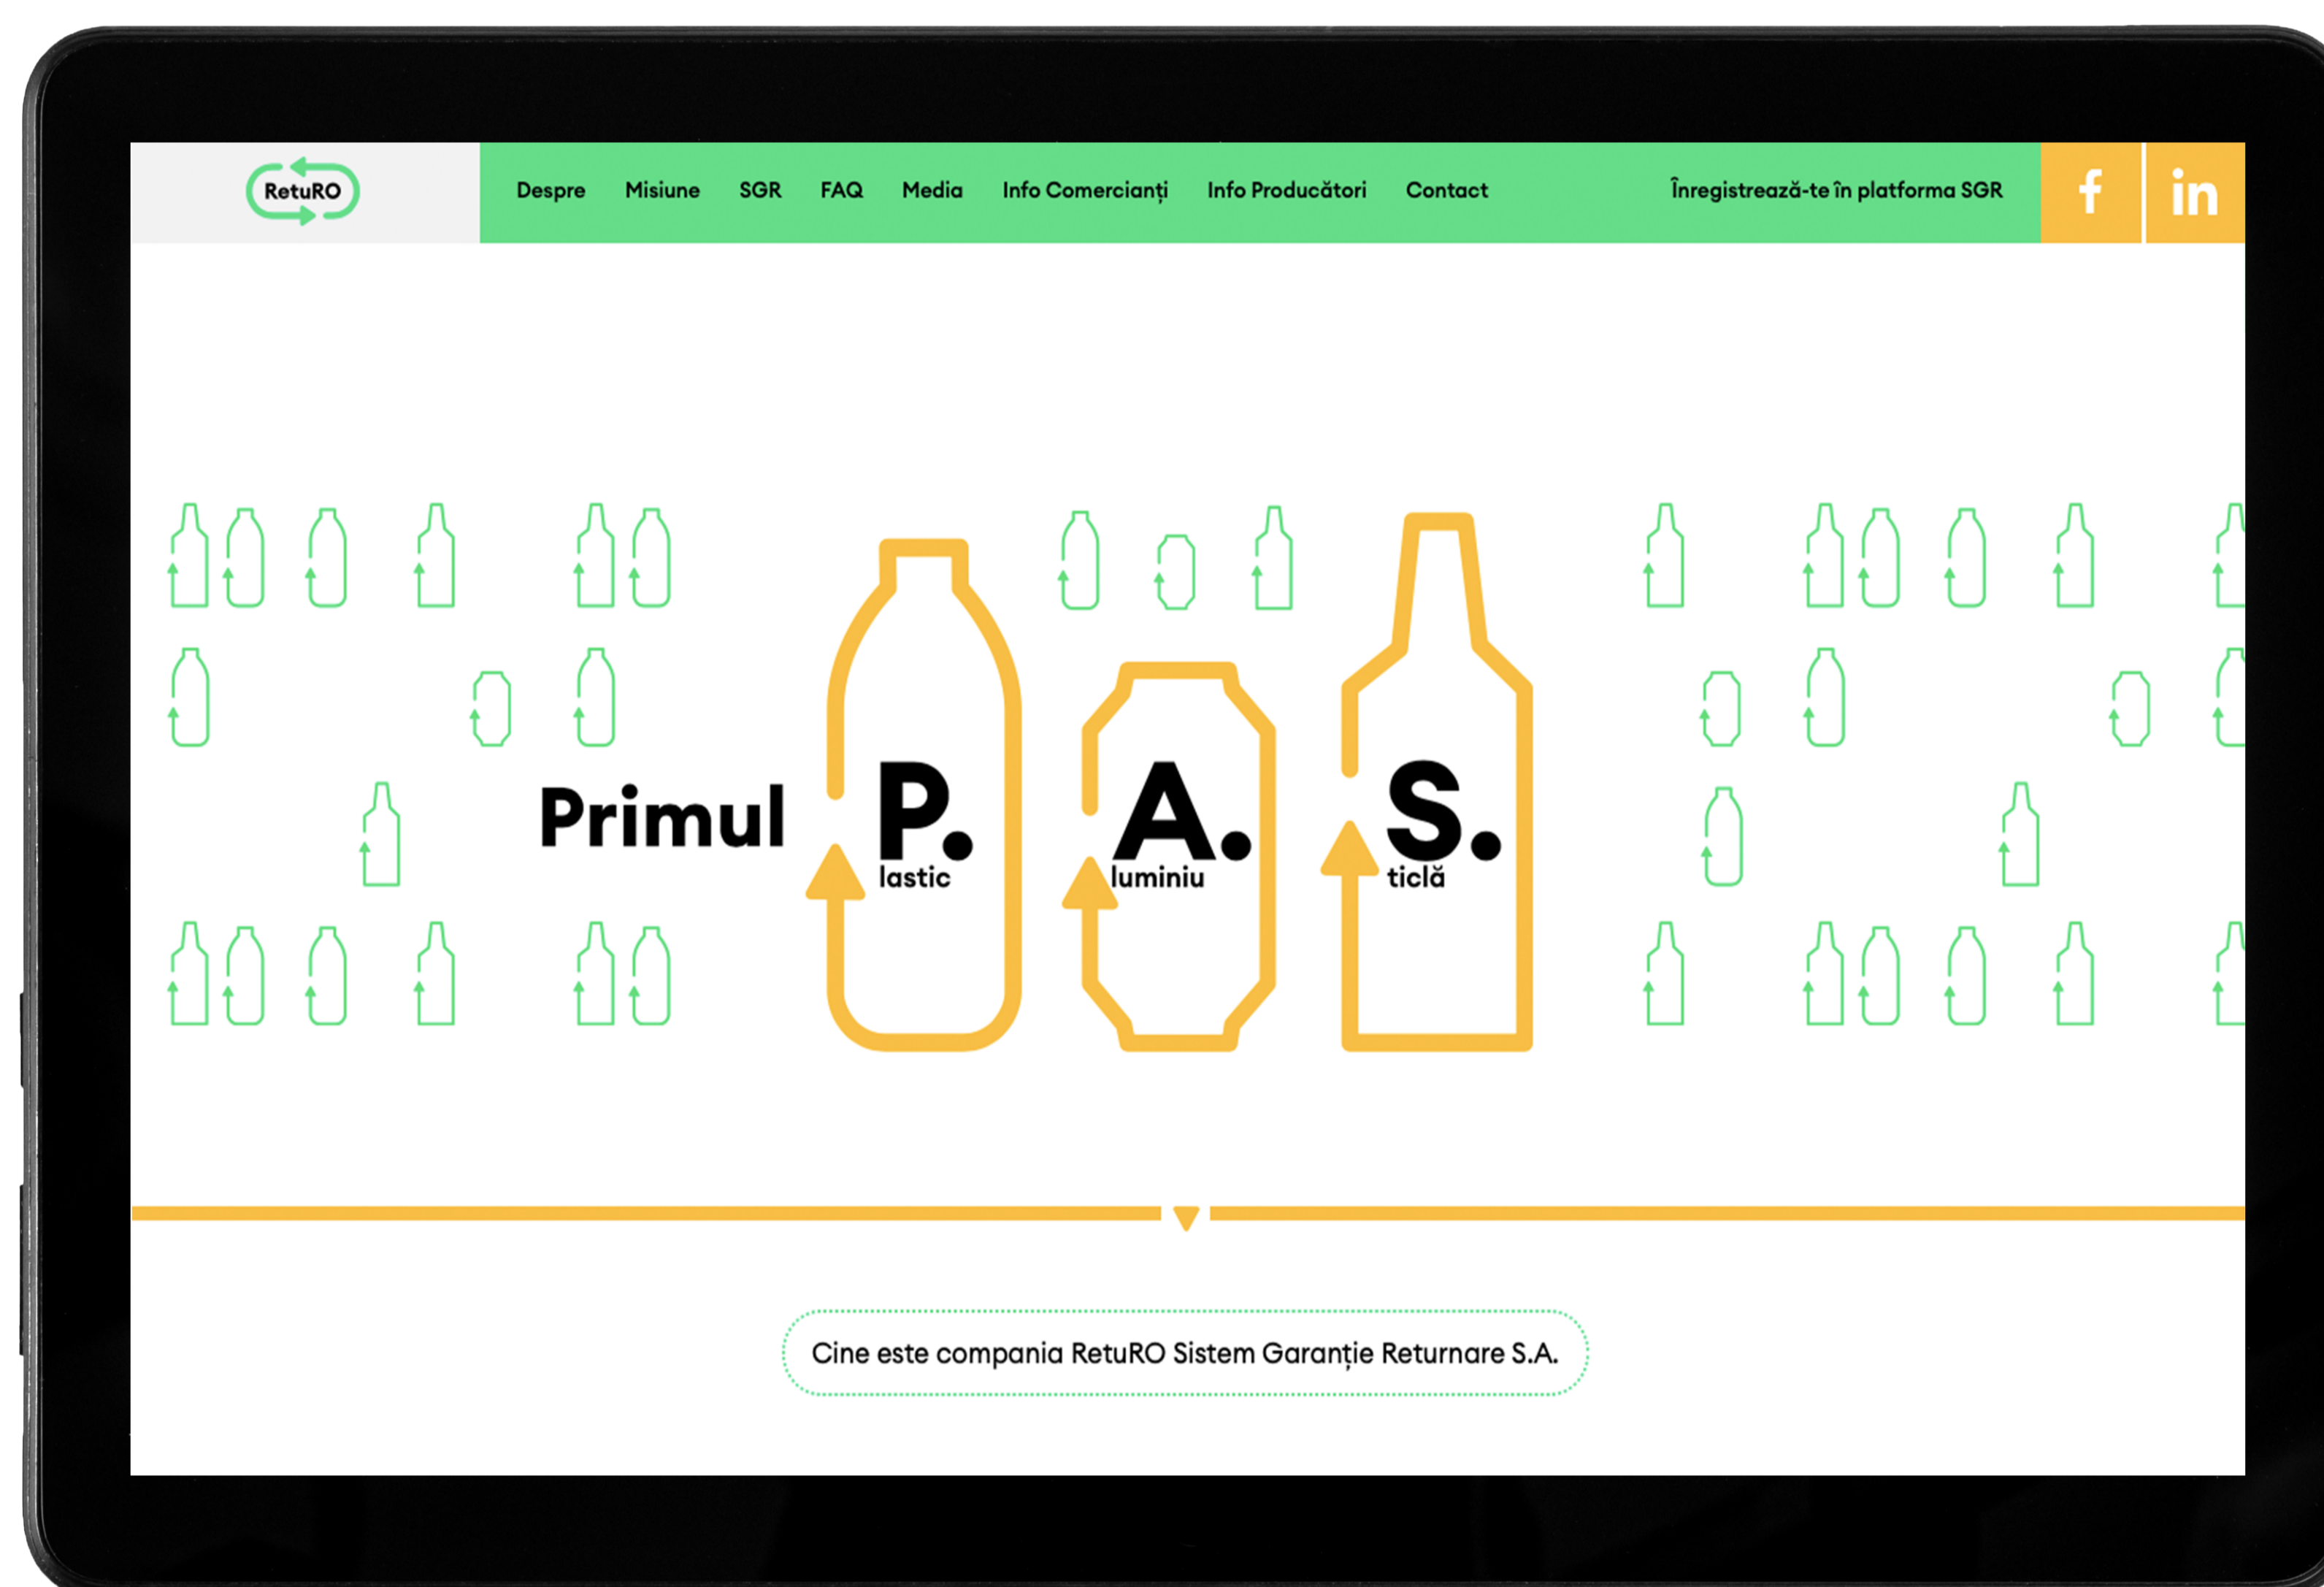 RetuRO
Despre Misiune SGR FAQ Media Info Comercianți Info Producători Contact Înregistrează-te în platforma SGR f in
Primul P. A. S.
lastic luminiu ticlă
Cine este compania RetuRO Sistem Garanție Returnare S.A.